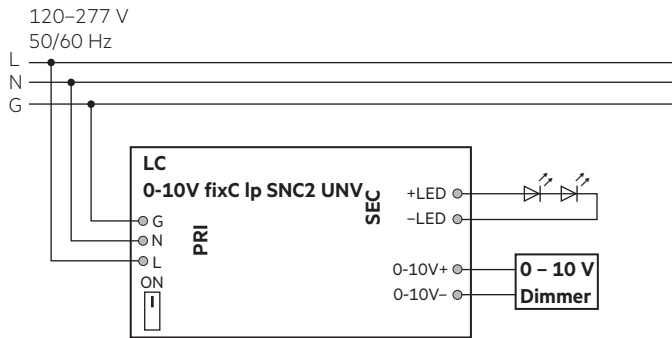 120–277 V
50/60 Hz
L
N
G
LC
0-10V fixC lp SNC2 UNV
PRI
SEC
G
N
L
ON
+LED
–LED
0-10V+
0-10V–
0 – 10 V
Dimmer